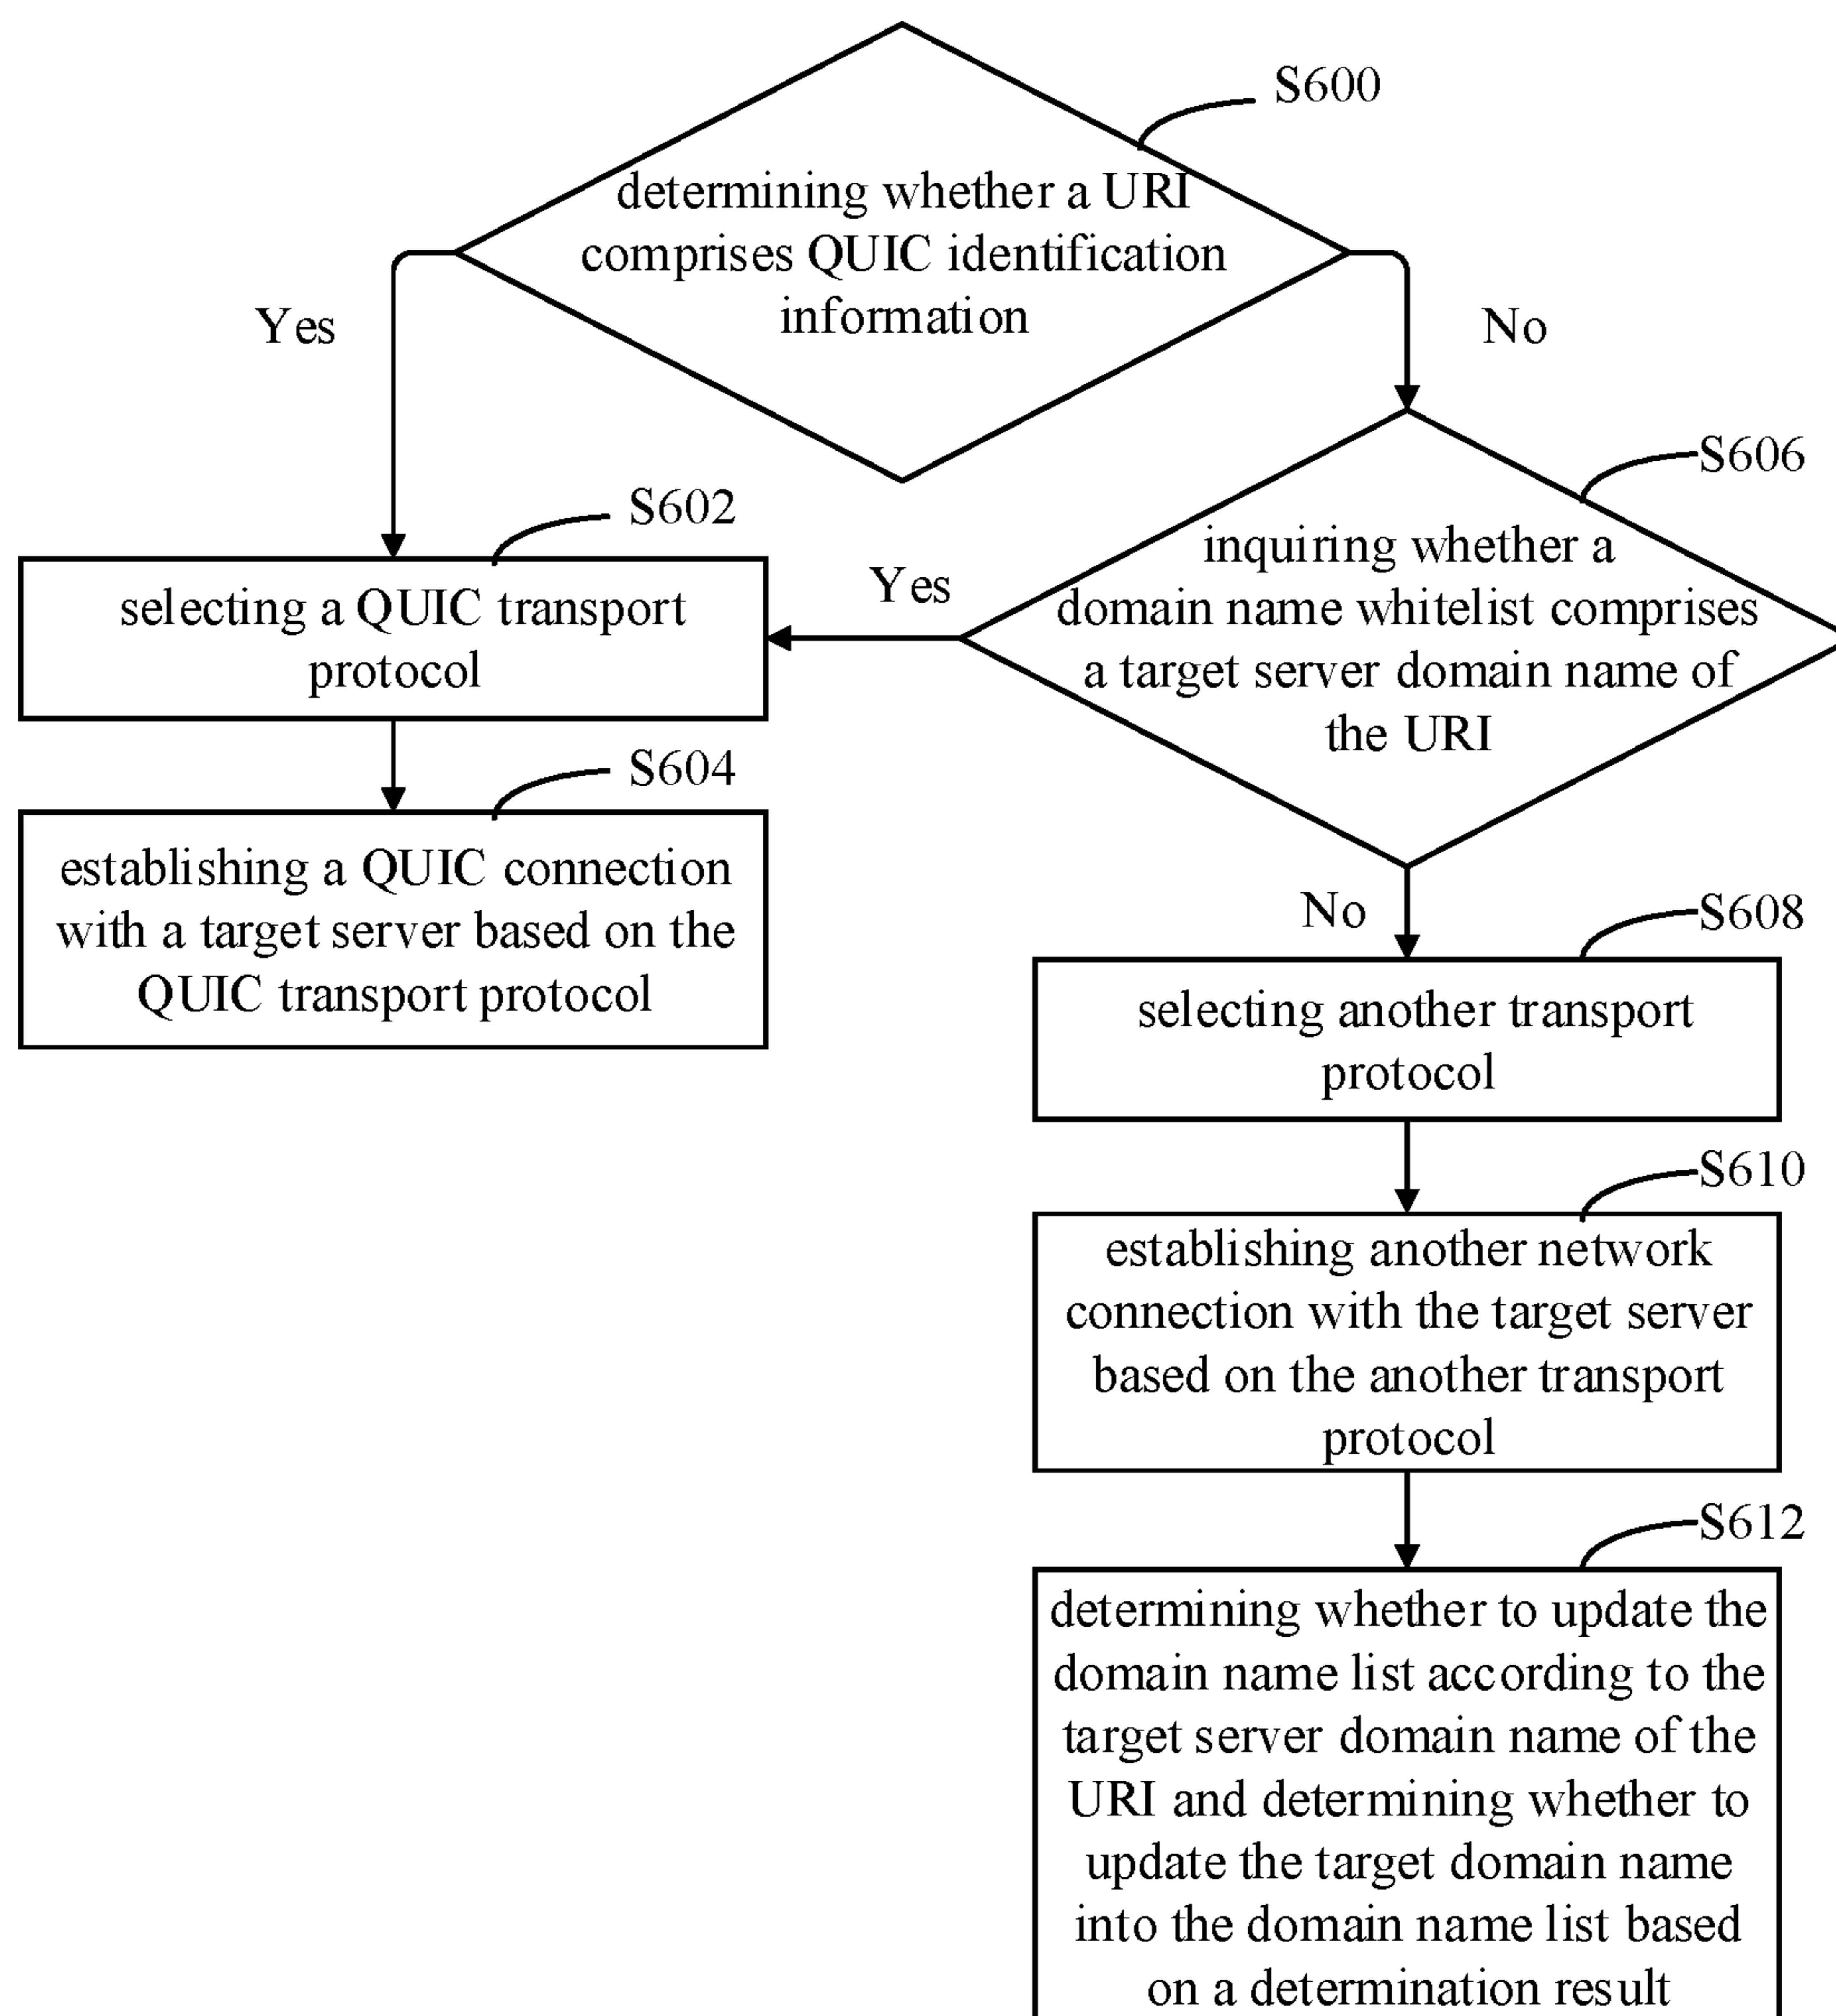 S600
determining whether a URI
comprises QUIC identification
information
Yes
No
S606
S602
inquiring whether a
domain name whitelist comprises
a target server domain name of
the URI
Yes
selecting a QUIC transport
protocol
S604
establishing a QUIC connection
with a target server based on the
QUIC transport protocol
No
S608
selecting another transport
protocol
S610
establishing another network
connection with the target server
based on the another transport
protocol
S612
determining whether to update the
domain name list according to the
target server domain name of the
URI and determining whether to
update the target domain name
into the domain name list based
on a determination result